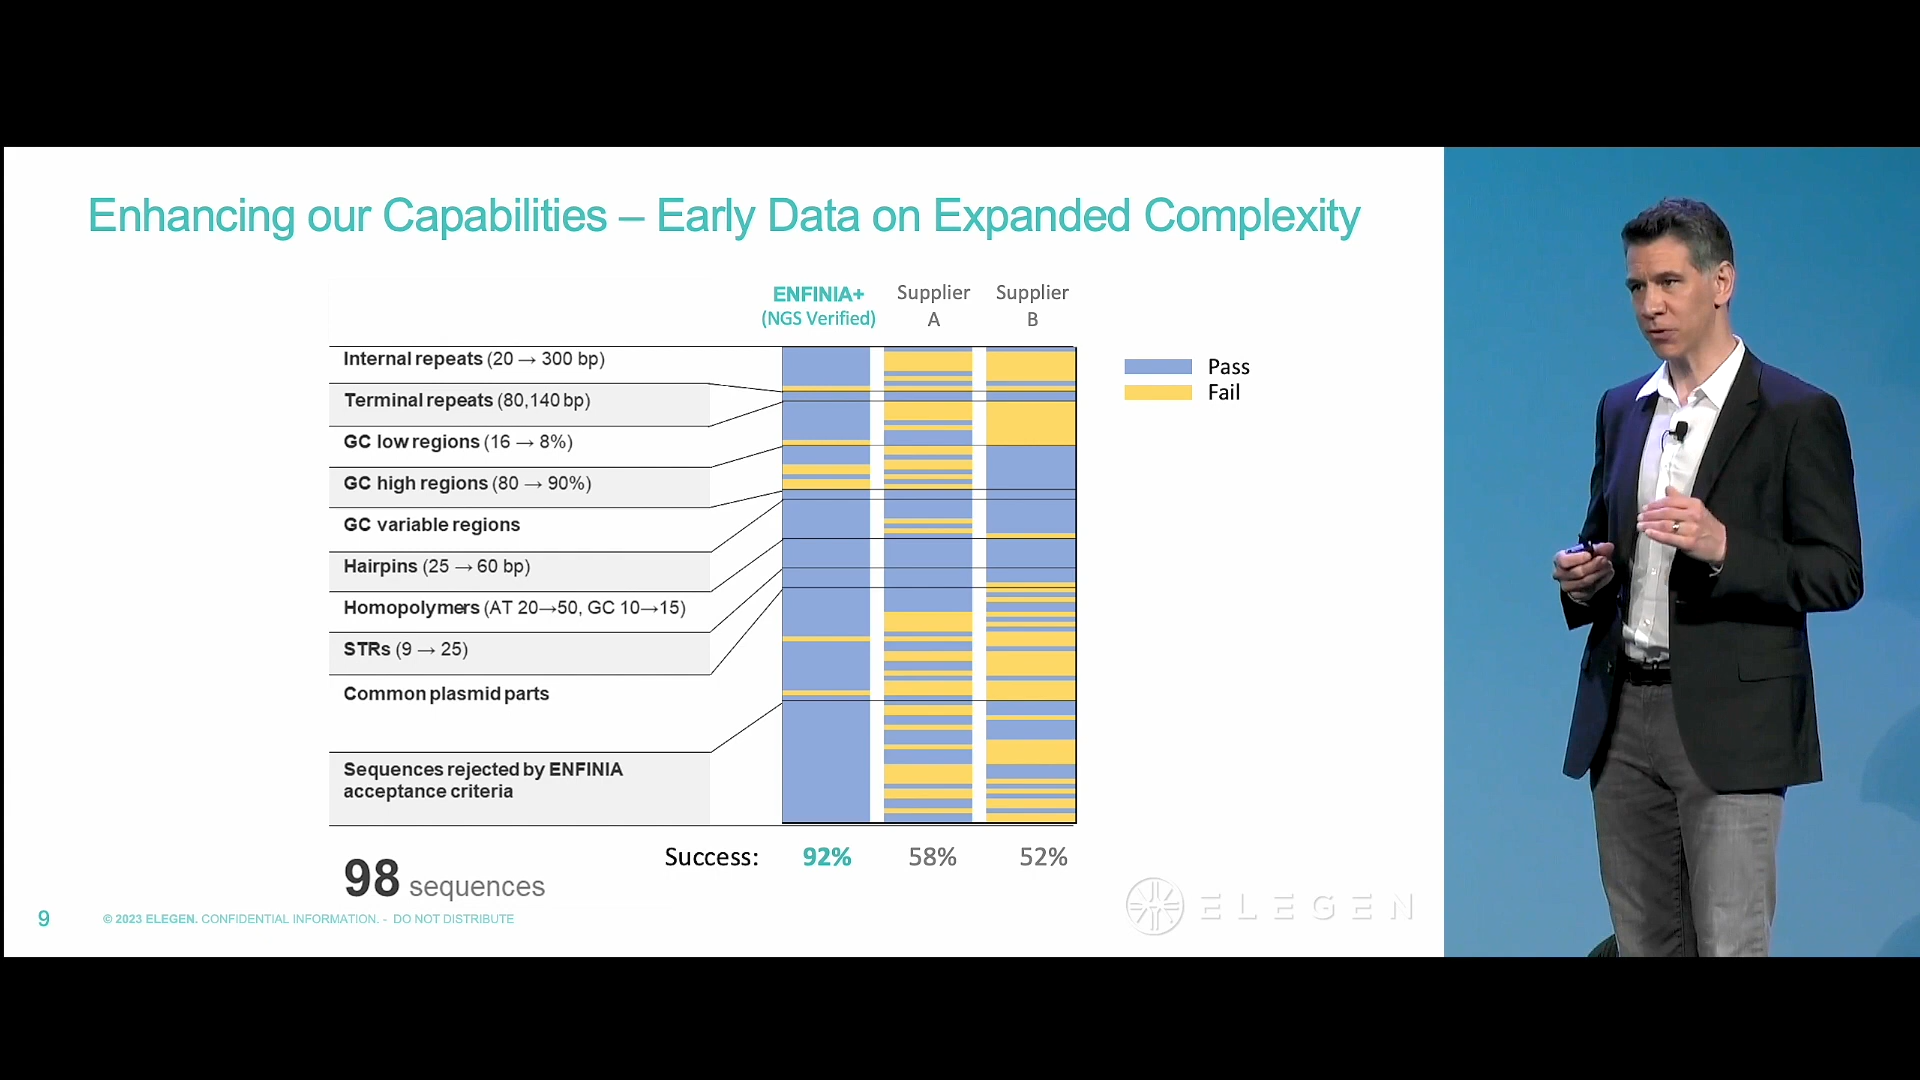 Enhancing our Capabilities – Early Data on Expanded Complexity
ENFINIA+
(NGS Verified)
Supplier
A
Supplier
B
Internal repeats (20 → 300 bp)
Terminal repeats (80,140 bp)
GC low regions (16 → 8%)
GC high regions (80 → 90%)
GC variable regions
Hairpins (25 → 60 bp)
Homopolymers (AT 20→50, GC 10→15)
STRs (9 → 25)
Common plasmid parts
Sequences rejected by ENFINIA
acceptance criteria
Pass
Fail
Success: 92% 58% 52%
98 sequences
9
© 2023 ELEGEN. CONFIDENTIAL INFORMATION. - DO NOT DISTRIBUTE
ELEGEN